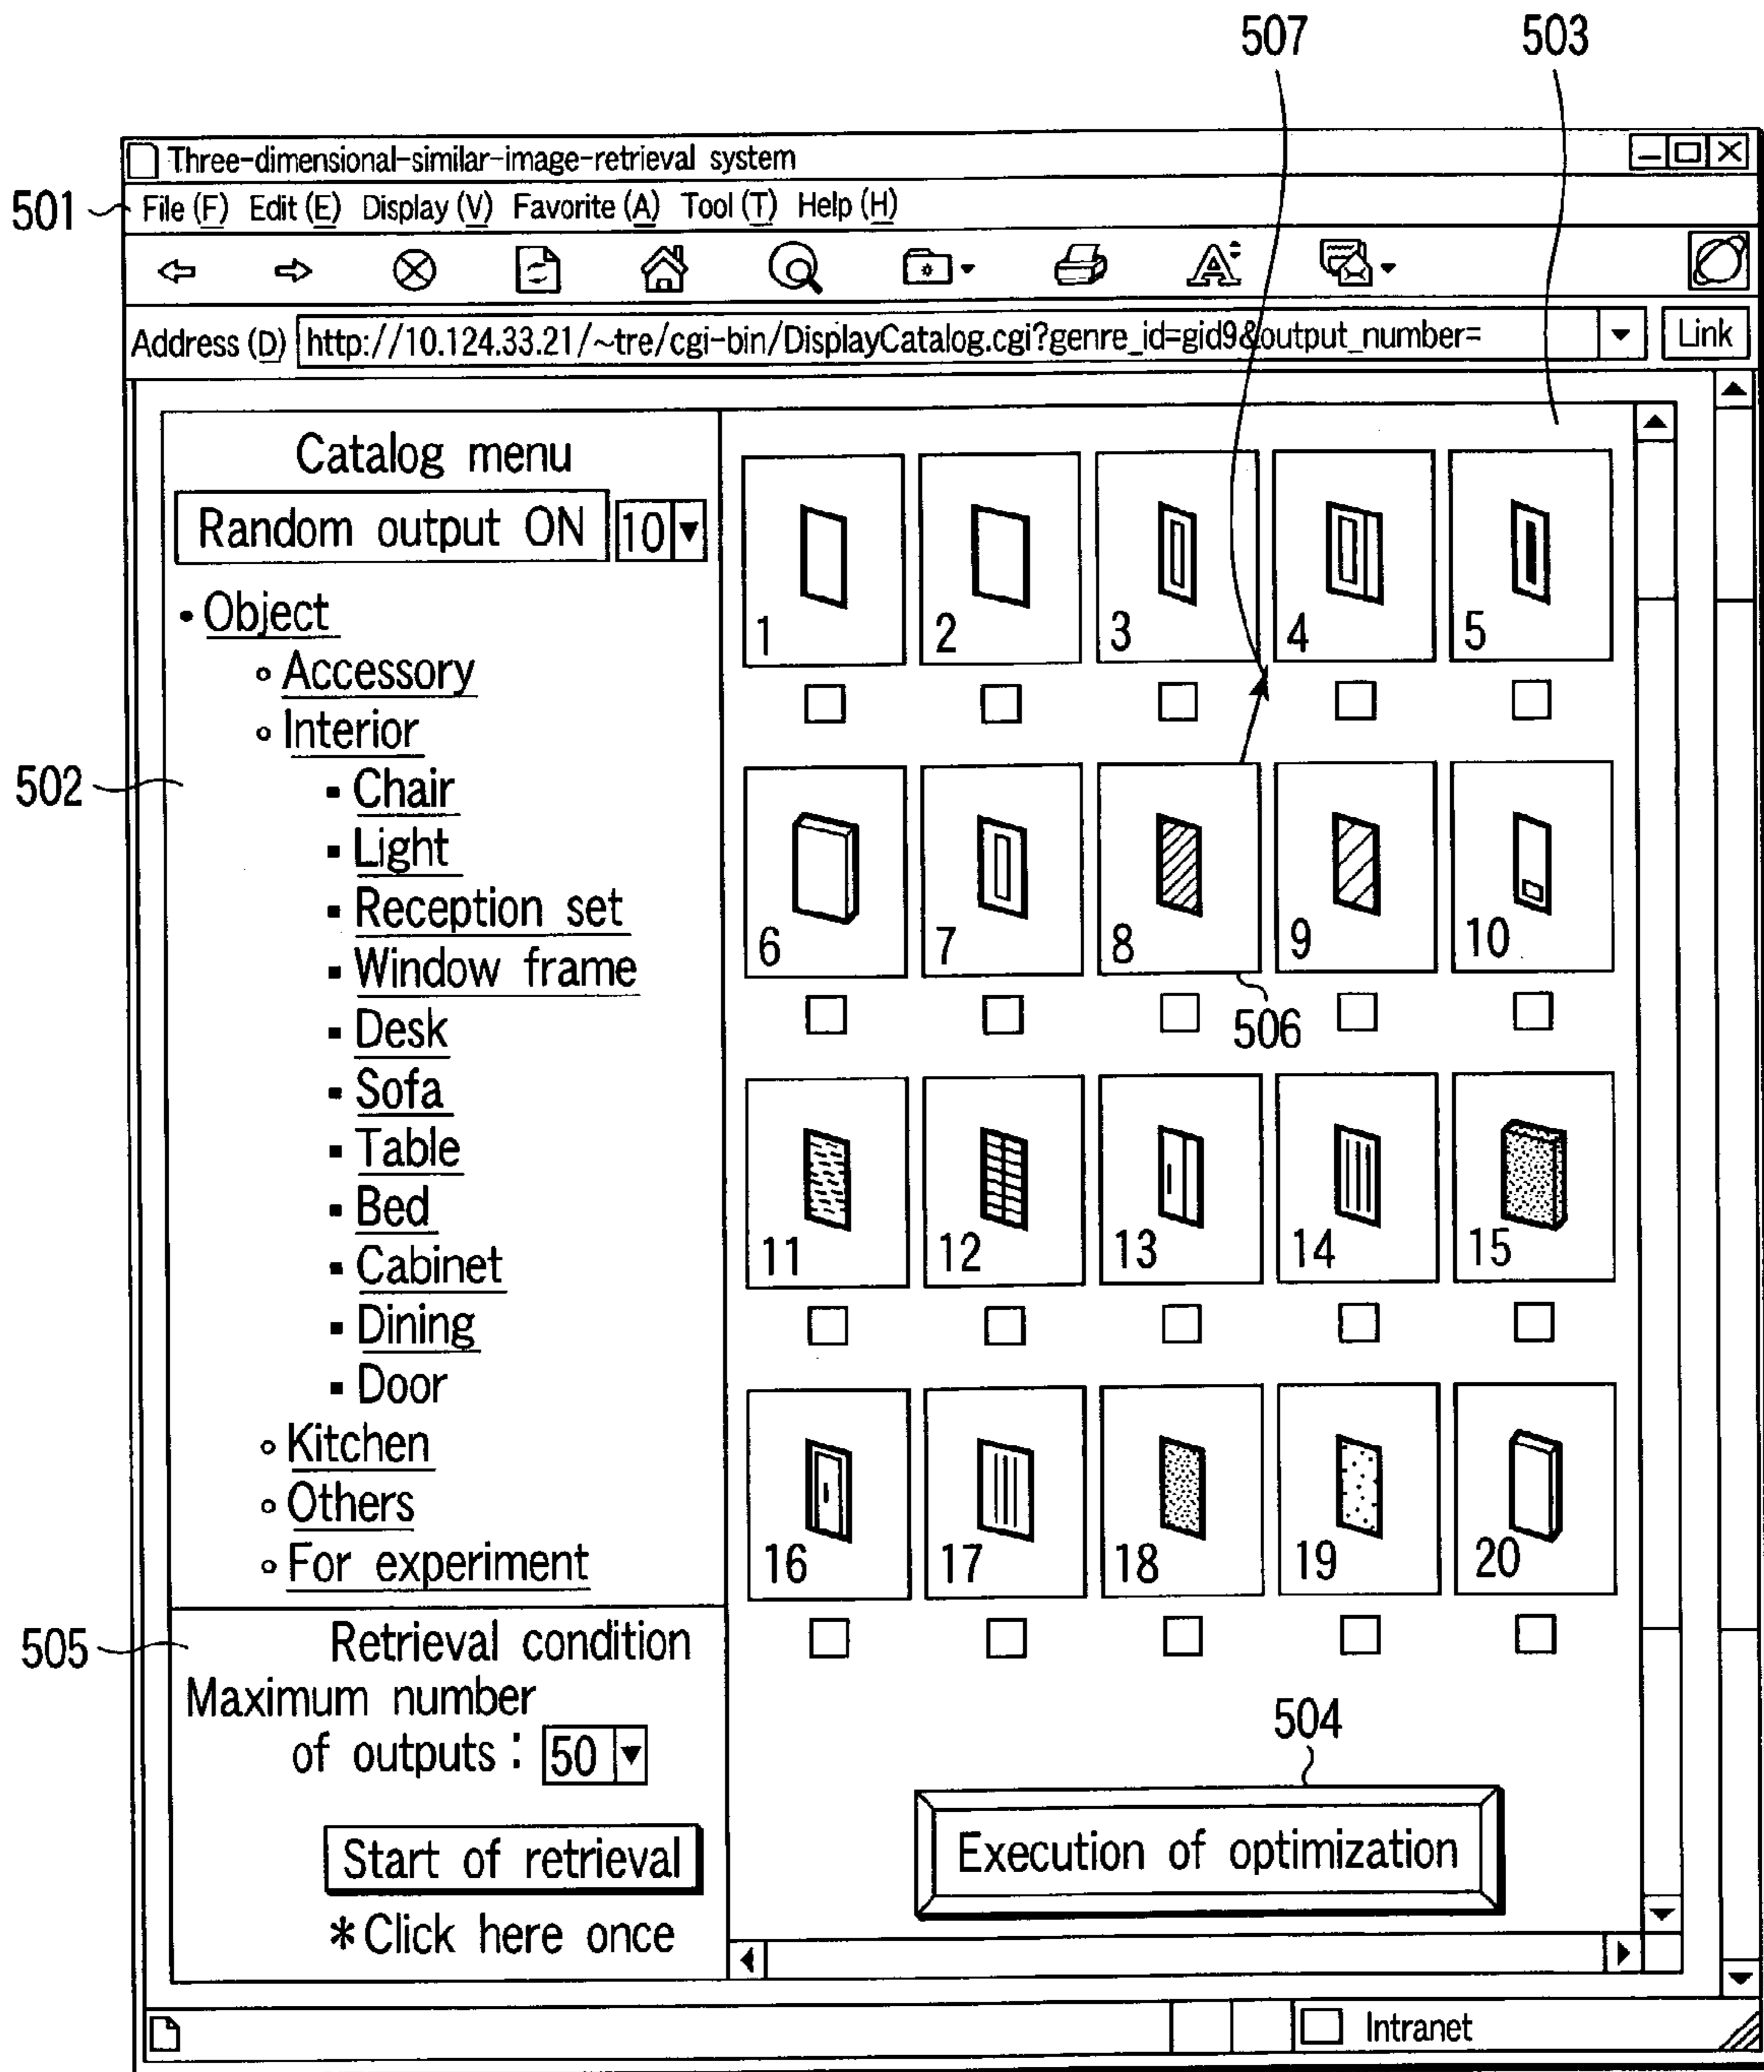 507 503
Three-dimensional-similar-image-retrieval system
501 File (F) Edit (E) Display (V) Favorite (A) Tool (T) Help (H)
Address (D) http://10.124.33.21/~tre/cgi-bin/DisplayCatalog.cgi?genre_id=gid9&output_number= Link
Catalog menu
Random output ON 10
• Object
◦ Accessory
◦ Interior
502
▪ Chair
▪ Light
▪ Reception set
▪ Window frame
▪ Desk
▪ Sofa
▪ Table
▪ Bed
▪ Cabinet
▪ Dining
▪ Door
◦ Kitchen
◦ Others
◦ For experiment
505 Retrieval condition
Maximum number
of outputs : 50
Start of retrieval
*Click here once
1 2 3 4 5
6 7 8 9 10
506
11 12 13 14 15
16 17 18 19 20
504
Execution of optimization
Intranet